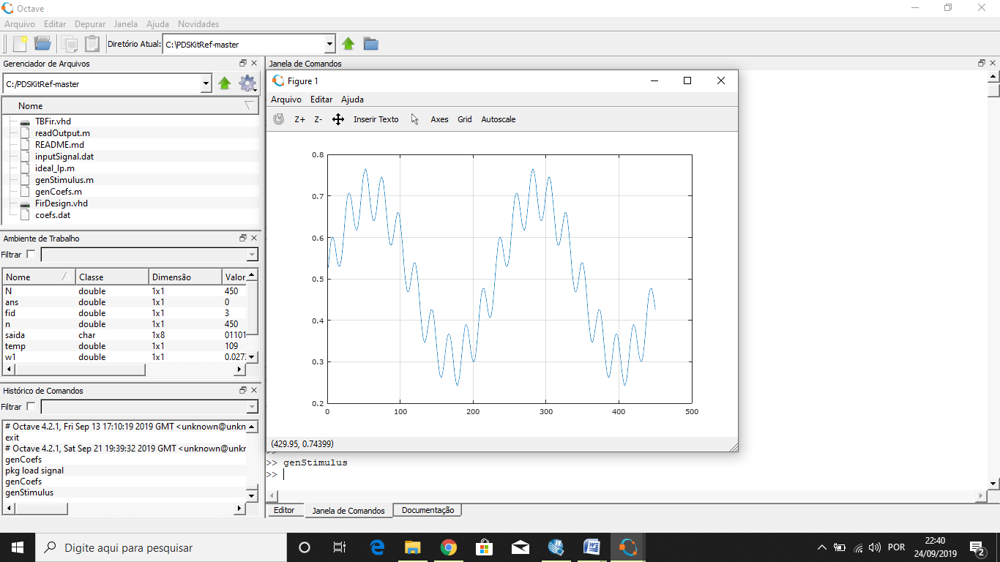 Octave
Arquivo Editar Depurar Janela Ajuda Novidades
Diretório Atual: C:\PDSKitRef-master
Gerenciador de Arquivos
C:/PDSKitRef-master
Nome
TBFir.vhd
readOutput.m
README.md
inputSignal.dat
ideal_lp.m
genStimulus.m
genCoefs.m
FirDesign.vhd
coefs.dat
Ambiente de Trabalho
Filtrar
Nome Classe Dimensão Valor
N double 1x1 450
ans double 1x1 0
fid double 1x1 3
n double 1x1 450
saida char 1x8 01101
temp double 1x1 109
w1 double 1x1 0.027
Histórico de Comandos
Filtrar
# Octave 4.2.1, Fri Sep 13 17:10:19 2019 GMT <unknown@unkn
exit
# Octave 4.2.1, Sat Sep 21 19:39:32 2019 GMT <unknown@unkr
genCoefs
pkg load signal
genCoefs
genStimulus
Janela de Comandos
Figure 1
Arquivo Editar Ajuda
Z+ Z- Inserir Texto Axes Grid Autoscale
0.8
0.7
0.6
0.5
0.4
0.3
0.2
0 100 200 300 400 500
(429.95, 0.74399)
>> genStimulus
>>
Editor Janela de Comandos Documentação
Digite aqui para pesquisar
POR
22:40
24/09/2019
2